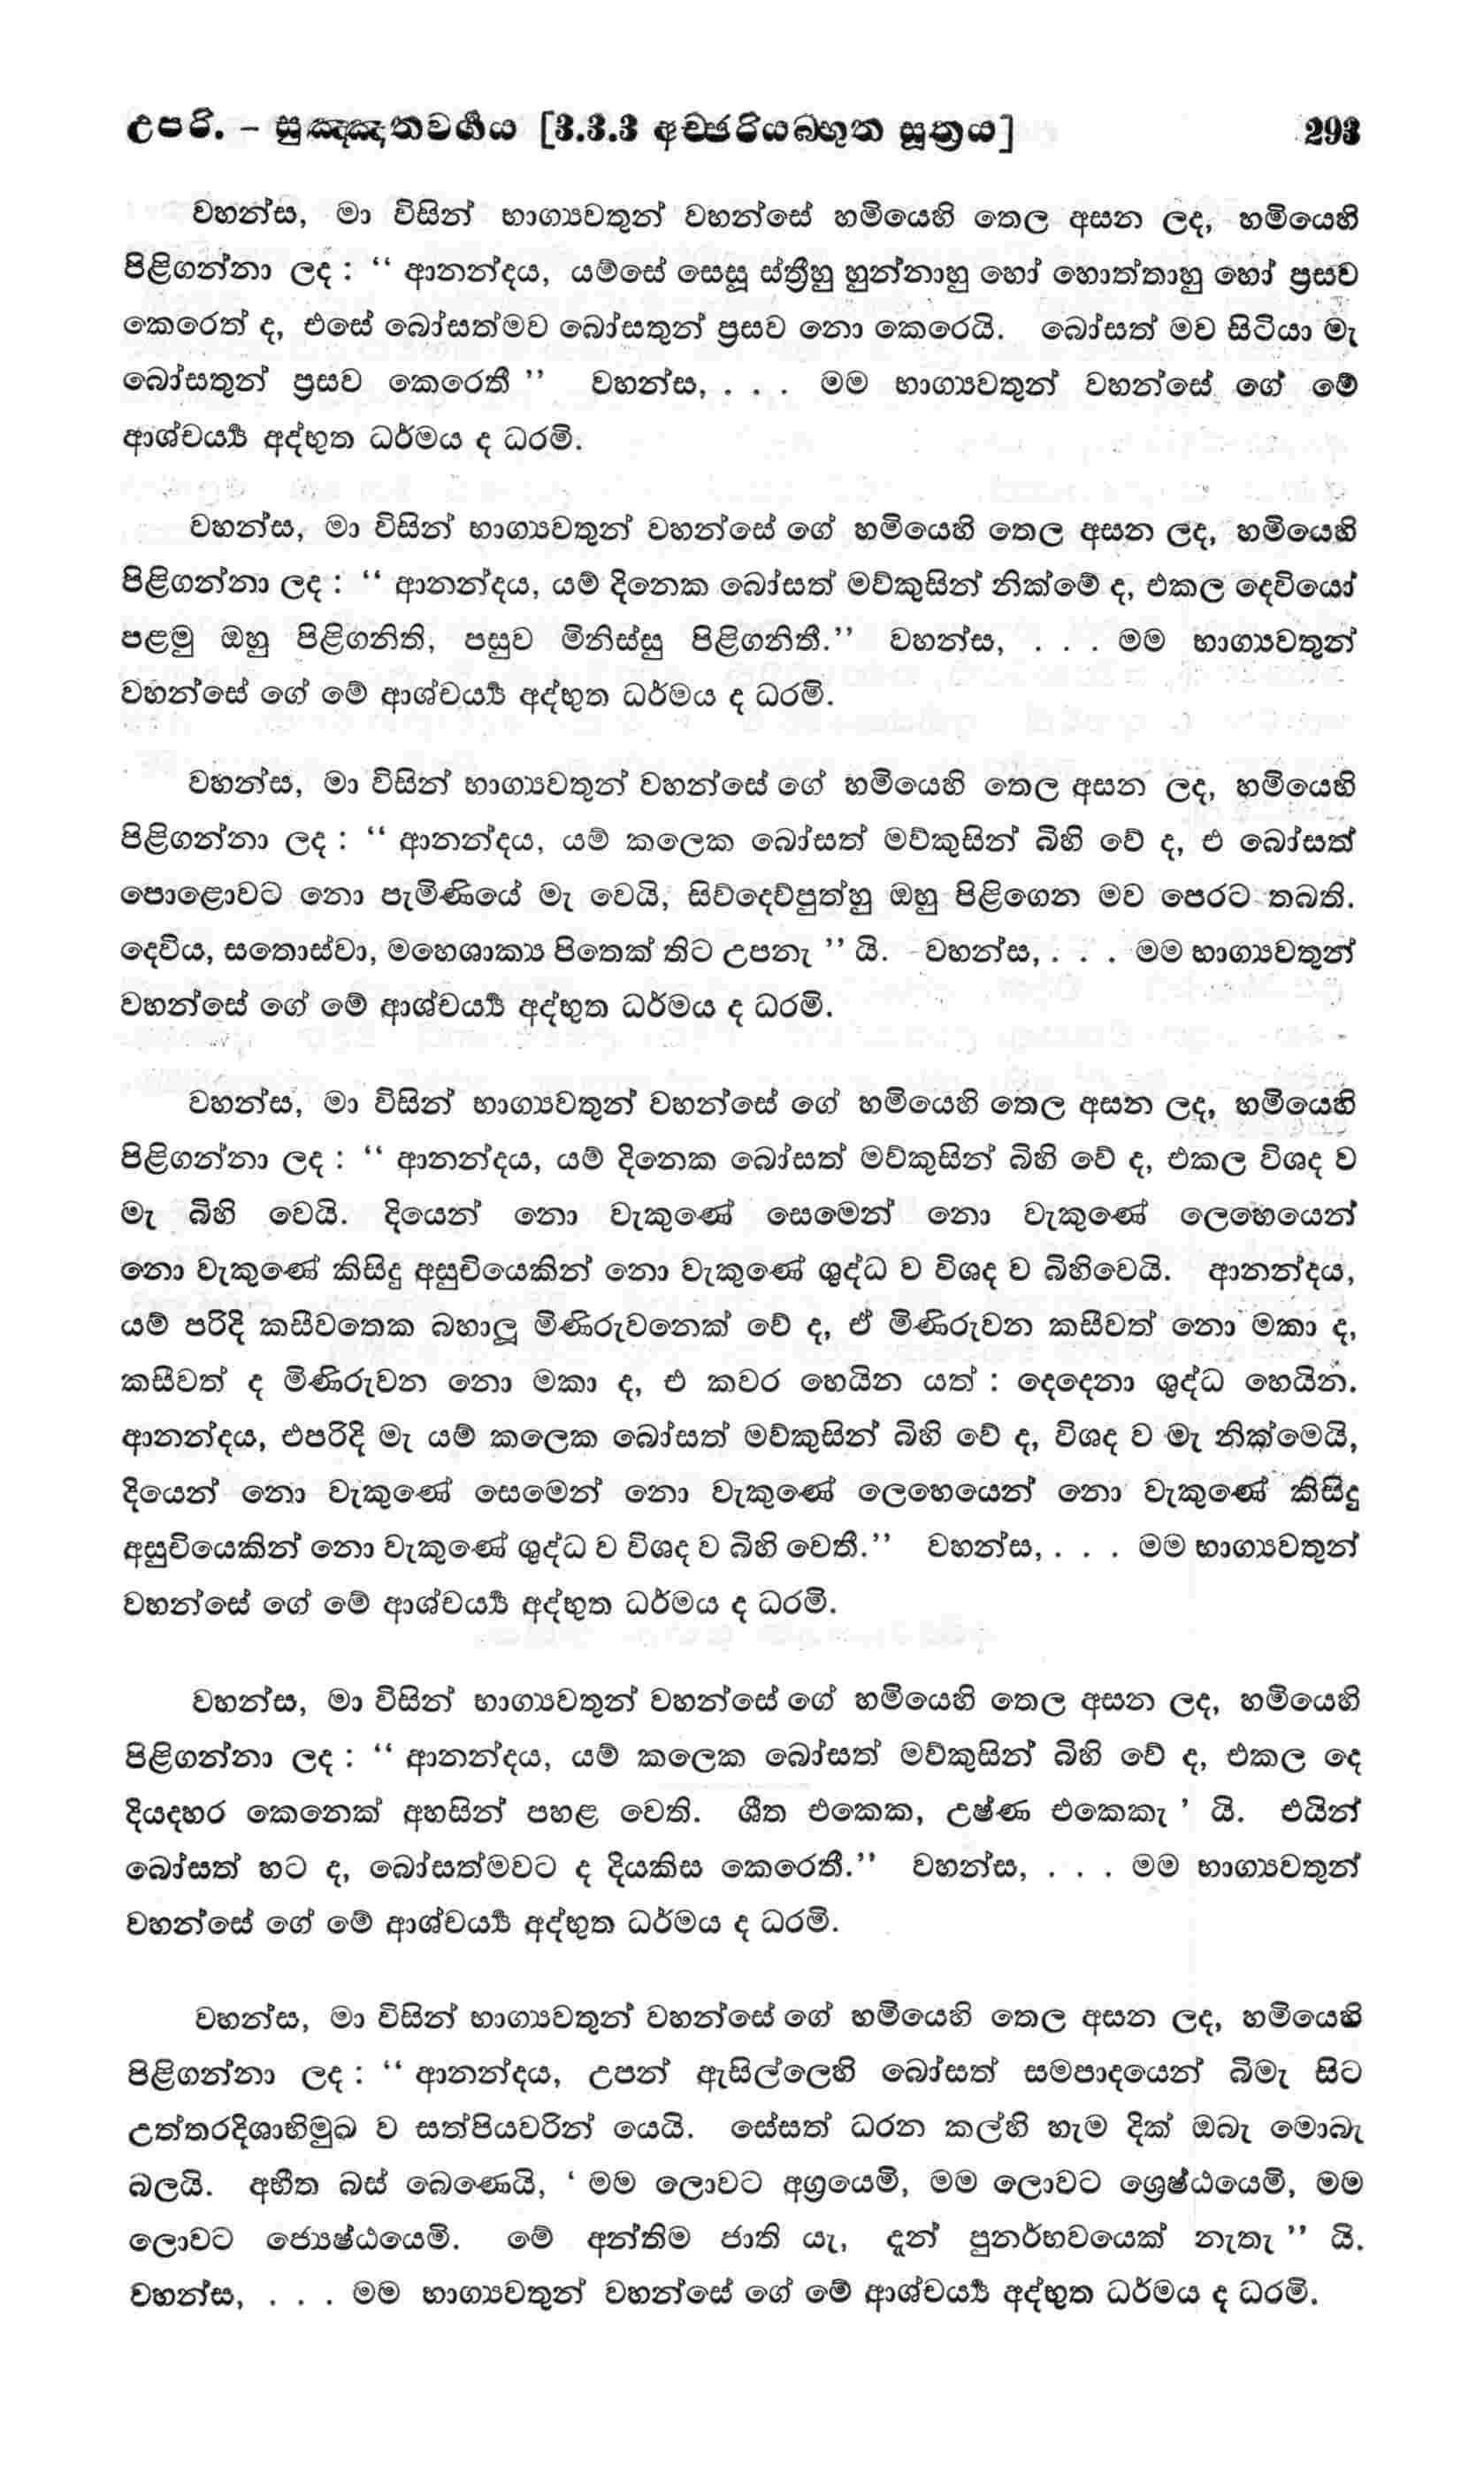 උපරි. – සුඤ්ඤතවර්‍ගය [3.3.3 අච්ඡරියබ්භුත සූත්‍රය] 293
වහන්ස, මා විසින් භාග්‍යවතුන් වහන්සේ හමියෙහි තෙල අසන ලද, හමියෙහි
පිළිගන්නා ලද : “ ආනන්දය, යම්සේ සෙසූ ස්ත්‍රීහු හුන්නාහු හෝ හොත්තාහු හෝ ප්‍රසව
කෙරෙත් ද, එසේ බෝසත්මව බෝසතුන් ප්‍රසව නො කෙරෙයි. බෝසත් මව සිටියා මැ
බෝසතුන් ප්‍රසව කෙරෙතී ” වහන්ස, . . . මම භාග්‍යවතුන් වහන්සේ ගේ මේ
ආශ්චර්‍ය්‍ය අද්භුත ධර්මය ද ධරමි.
වහන්ස, මා විසින් භාග්‍යවතුන් වහන්සේ ගේ හමියෙහි තෙල අසන ලද, හමියෙහි
පිළිගන්නා ලද : “ ආනන්දය, යම් දිනෙක බෝසත් මව්කුසින් නික්මේ ද, එකල දෙවියෝ
පළමු ඔහු පිළිගනිති, පසුව මිනිස්සු පිළිගනිතී.” වහන්ස, . . . මම භාග්‍යවතුන්
වහන්සේ ගේ මේ ආශ්චර්‍ය්‍ය අද්භුත ධර්මය ද ධරමි.
වහන්ස, මා විසින් භාග්‍යවතුන් වහන්සේ ගේ හමියෙහි තෙල අසන ලද, හමියෙහි
පිළිගන්නා ලද : “ ආනන්දය, යම් කලෙක බෝසත් මව්කුසින් බිහි වේ ද, එ බෝසත්
පොළොවට නො පැමිණියේ මැ වෙයි, සිව්දෙව්පුත්හු ඔහු පිළිගෙන මව පෙරට තබති.
දෙවිය, සතොස්වා, මහෙශාක්‍ය පිතෙක් තිට උපනැ ” යි. වහන්ස, . . . මම භාග්‍යවතුන්
වහන්සේ ගේ මේ ආශ්චර්‍ය්‍ය අද්භුත ධර්මය ද ධරමි.
වහන්ස, මා විසින් භාග්‍යවතුන් වහන්සේ ගේ හමියෙහි තෙල අසන ලද, හමියෙහි
පිළිගන්නා ලද : “ ආනන්දය, යම් දිනෙක බෝසත් මව්කුසින් බිහි වේ ද, එකල විශද ව
මැ බිහි වෙයි. දියෙන් නො වැකුණේ සෙමෙන් නො වැකුණේ ලෙහෙයෙන්
නො වැකුණේ කිසිදු අසුචියෙකින් නො වැකුණේ ශුද්ධ ව විශද ව බිහිවෙයි. ආනන්දය,
යම් පරිදි කසීවතෙක බහාලූ මිණිරුවනෙක් වේ ද, ඒ මිණිරුවන කසීවත් නො මකා ද,
කසීවත් ද මිණිරුවන නො මකා ද, එ කවර හෙයින යත් : දෙදෙනා ශුද්ධ හෙයින්.
ආනන්දය, එපරිදි මැ යම් කලෙක බෝසත් මව්කුසින් බිහි වේ ද, විශද ව මැ නික්මෙයි,
දියෙන් නො වැකුණේ සෙමෙන් නො වැකුණේ ලෙහෙයෙන් නො වැකුණේ කිසිදු
අසුචියෙකින් නො වැකුණේ ශුද්ධ ව විශද ව බිහි වෙතී.” වහන්ස, . . . මම භාග්‍යවතුන්
වහන්සේ ගේ මේ ආශ්චර්‍ය්‍ය අද්භුත ධර්මය ද ධරමි.
වහන්ස, මා විසින් භාග්‍යවතුන් වහන්සේ ගේ හමියෙහි තෙල අසන ලද, හමියෙහි
පිළිගන්නා ලද : “ ආනන්දය, යම් කලෙක බෝසත් මව්කුසින් බිහි වේ ද, එකල දෙ
දියදහර කෙනෙක් අහසින් පහළ වෙති. ශීත එකෙක, උෂ්ණ එකෙකැ ’ යි. එයින්
බෝසත් හට ද, බෝසත්මවට ද දියකිස කෙරෙතී.” වහන්ස, . . . මම භාග්‍යවතුන්
වහන්සේ ගේ මේ ආශ්චර්‍ය්‍ය අද්භුත ධර්මය ද ධරමි.
වහන්ස, මා විසින් භාග්‍යවතුන් වහන්සේ ගේ හමියෙහි තෙල අසන ලද, හමියෙහි
පිළිගන්නා ලද : “ ආනන්දය, උපන් ඇසිල්ලෙහි බෝසත් සමපාදයෙන් බිමැ සිට
උත්තරදිශාභිමුඛ ව සත්පියවරින් යෙයි. සේසත් ධරන කල්හි හැම දික් ඔබැ මොබැ
බලයි. අභීත බස් බෙණෙයි, ‘ මම ලොවට අග්‍රයෙමි, මම ලොවට ශ්‍රෙෂ්ඨයෙමි, මම
ලොවට ජ්‍යෙෂ්ඨයෙමි. මේ අන්තිම ජාති යැ, දැන් පුනර්භවයෙක් නැතැ ” යි.
වහන්ස, . . . මම භාග්‍යවතුන් වහන්සේ ගේ මේ ආශ්චර්‍ය්‍ය අද්භුත ධර්මය ද ධරමි.